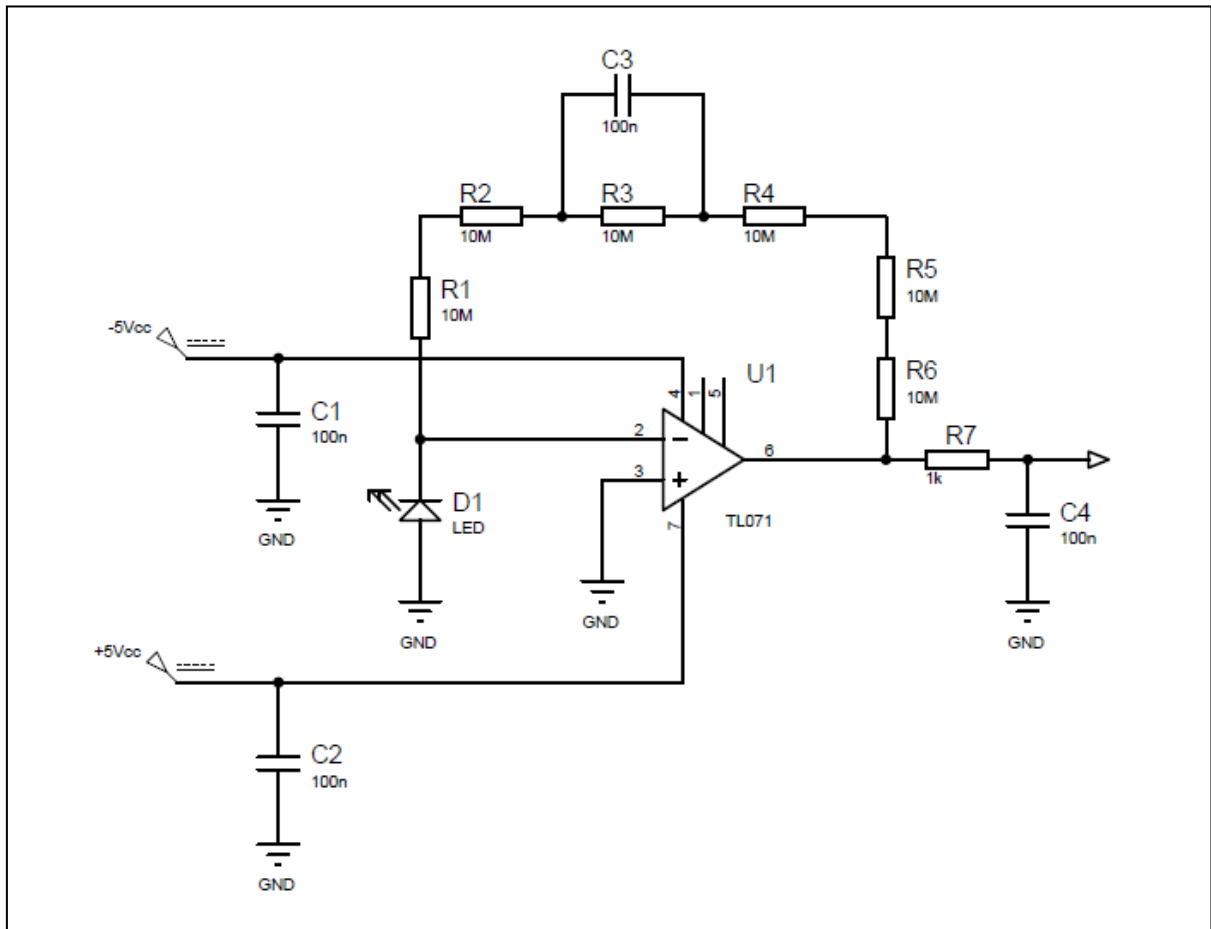 C3
100n
R2
10M
R3
10M
R4
10M
R1
10M
R5
10M
-5Vcc
C1
100n
GND
U1
4
1
5
R6
10M
2
3
6
7
TL071
R7
1k
D1
LED
GND
GND
C4
100n
GND
+5Vcc
C2
100n
GND